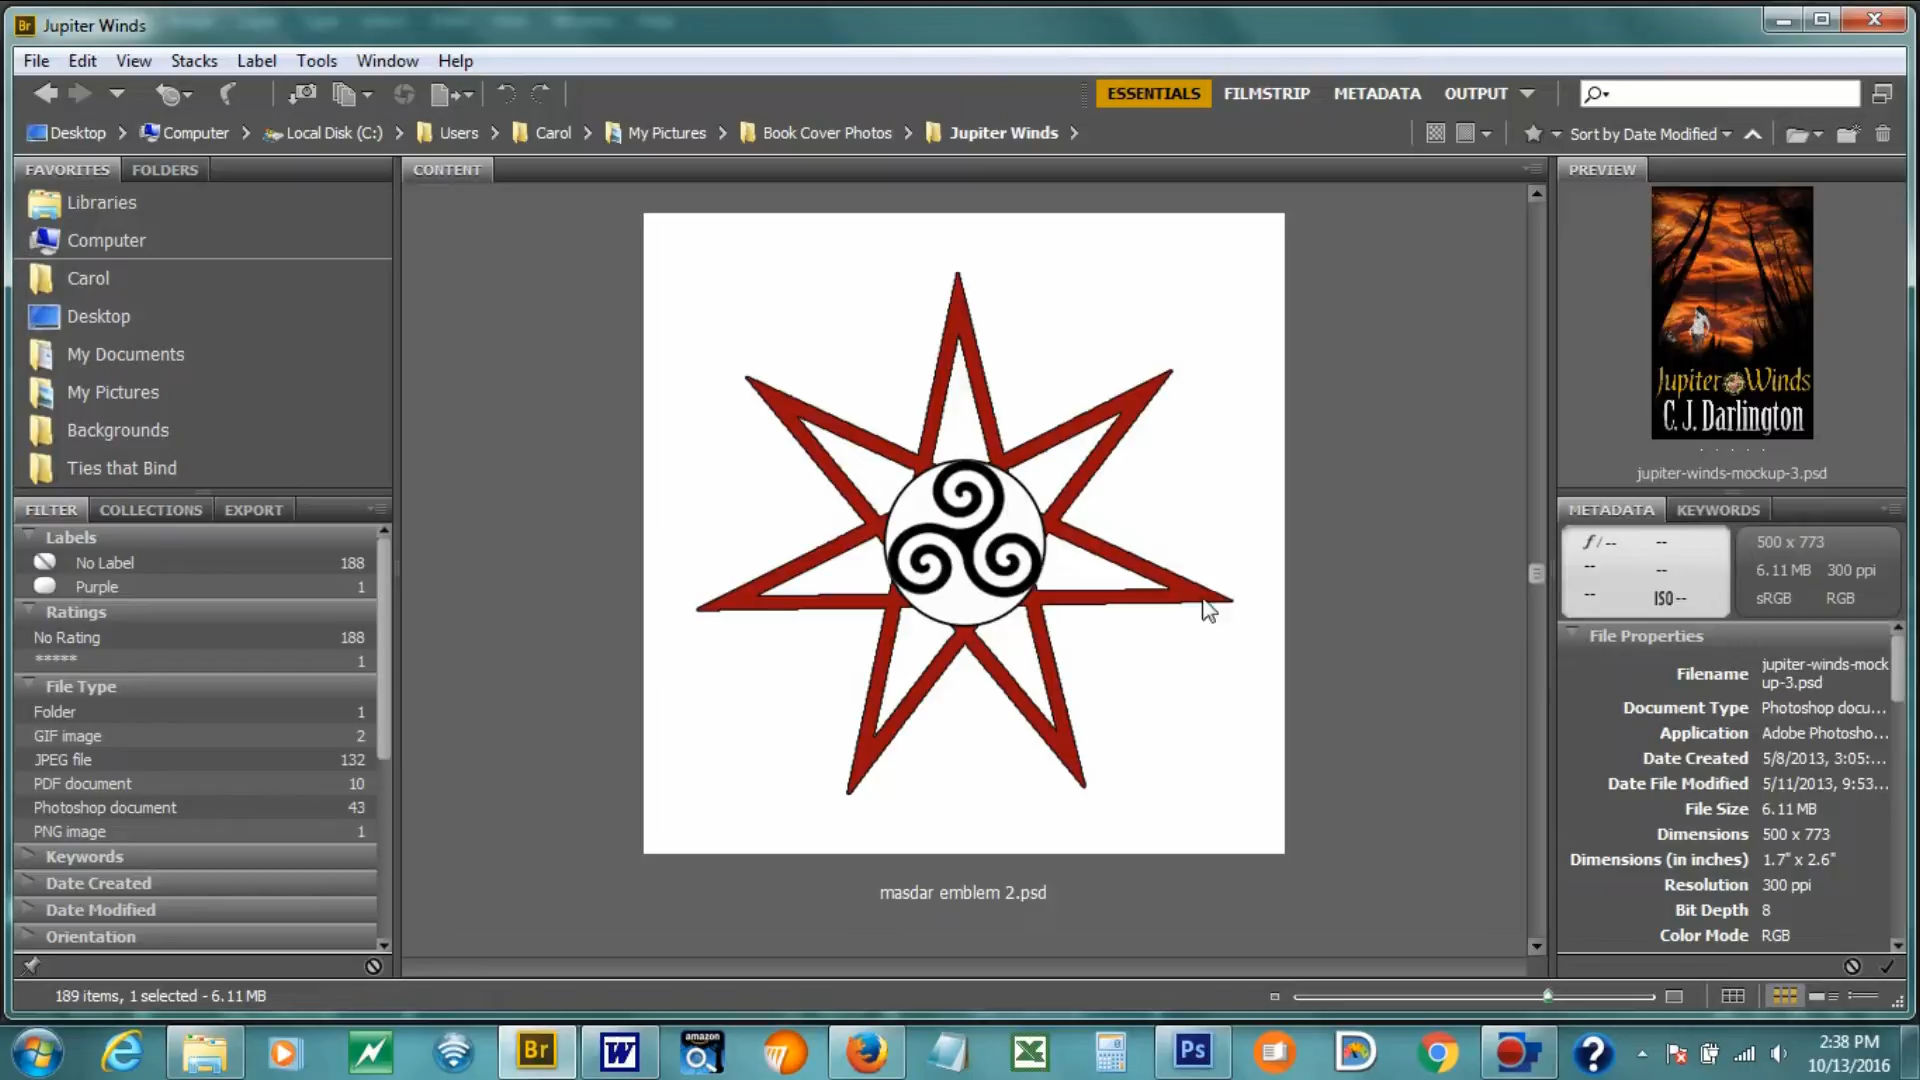 Br Jupiter Winds
File Edit View Stacks Label Tools Window Help
ESSENTIALS FILMSTRIP METADATA OUTPUT
Desktop Computer Local Disk (C:) Users Carol My Pictures Book Cover Photos Jupiter Winds Sort by Date Modified
FAVORITES FOLDERS
Libraries
Computer
Carol
Desktop
My Documents
My Pictures
Backgrounds
Ties that Bind
FILTER COLLECTIONS EXPORT
Labels
No Label 188
Purple 1
Ratings
No Rating 188
***** 1
File Type
Folder 1
GIF image 2
JPEG file 132
PDF document 10
Photoshop document 43
PNG image 1
Keywords
Date Created
Date Modified
Orientation
CONTENT
masdar emblem 2.psd
PREVIEW
Jupiter Winds
C. J. Darlington
jupiter-winds-mockup-3.psd
METADATA KEYWORDS
f/-- -- 500 x 773
-- -- 6.11 MB 300 ppi
-- ISO -- sRGB RGB
File Properties
Filename jupiter-winds-mock
up-3.psd
Document Type Photoshop docu...
Application Adobe Photosho...
Date Created 5/8/2013, 3:05:...
Date File Modified 5/11/2013, 9:53...
File Size 6.11 MB
Dimensions 500 x 773
Dimensions (in inches) 1.7" x 2.6"
Resolution 300 ppi
Bit Depth 8
Color Mode RGB
189 items, 1 selected - 6.11 MB
Br W amazon Ps ?
2:38 PM
10/13/2016